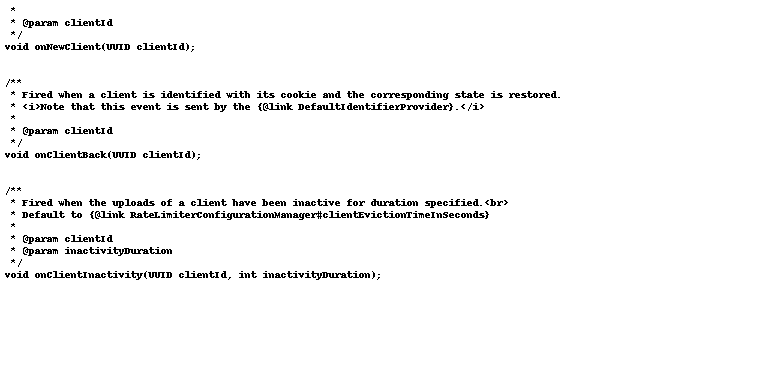 *
* @param clientId
*/
void onNewClient(UUID clientId);
/**
* Fired when a client is identified with its cookie and the corresponding state is restored.
* <i>Note that this event is sent by the {@link DefaultIdentifierProvider}.</i>
*
* @param clientId
*/
void onClientBack(UUID clientId);
/**
* Fired when the uploads of a client have been inactive for duration specified.<br>
* Default to {@link RateLimiterConfigurationManager#clientEvictionTimeInSeconds}
*
* @param clientId
* @param inactivityDuration
*/
void onClientInactivity(UUID clientId, int inactivityDuration);